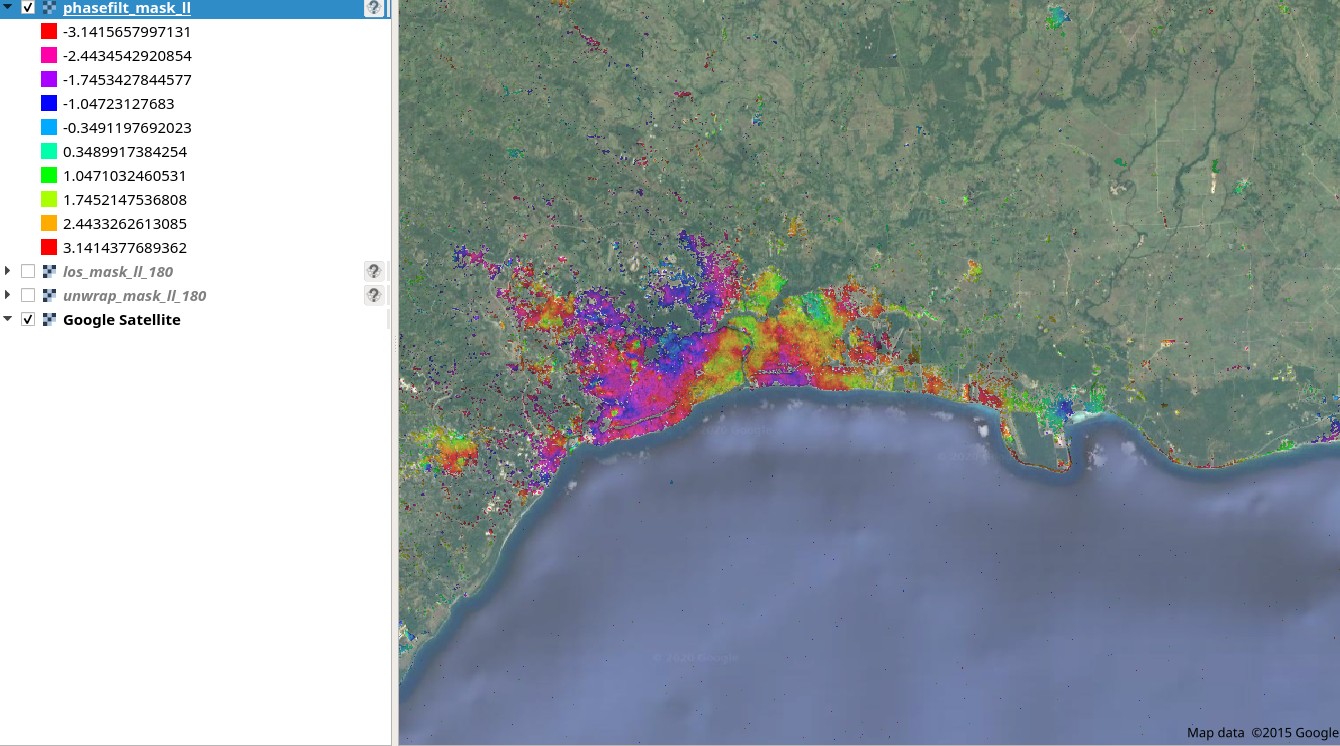 phasefilt_mask_ll
-3.1415657997131
-2.4434542920854
-1.7453427844577
-1.04723127683
-0.3491197692023
0.3489917384254
1.0471032460531
1.7452147536808
2.4433262613085
3.1414377689362
los_mask_ll_180
unwrap_mask_ll_180
Google Satellite
Map data ©2015 Google